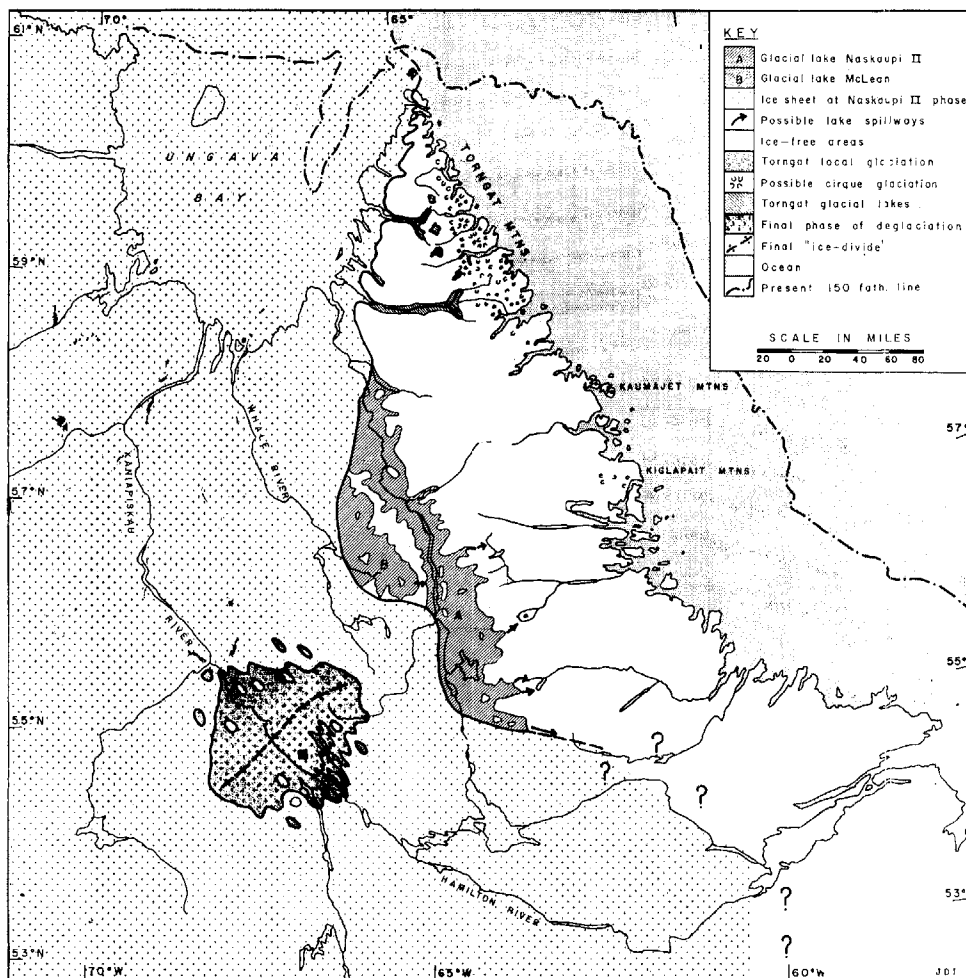 70°
65°
61°N
KEY
A Glacial lake Naskaupi II
B Glacial lake McLean
Ice sheet at Naskaupi II phase
Possible lake spillways
Ice-free areas
Torngat local glaciation
Possible cirque glaciation
Torngat glacial lakes
Final phase of deglaciation
Final "ice-divide'
Ocean
Present 150 fath. line
SCALE IN MILES
20 0 20 40 60 80
UNGAVA
BAY
TORNGAT MTNS
59°N
KAUMAJET MTNS
57°
KIGLAPAIT MTNS
WHALE RIVER
KANIAPISKAU
RIVER
57°N
B
A
55°
55°N
?
?
?
?
HAMILTON RIVER
53°
?
53°N
?
70°W
65°W
60°W